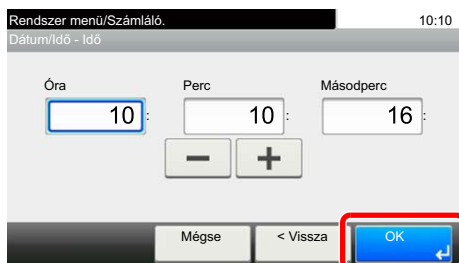 Rendszer menü/Számláló. 10:10
Dátum/Idő - Idő
Óra Perc Másodperc
10 : 10 : 16 :
− +
Mégse < Vissza OK